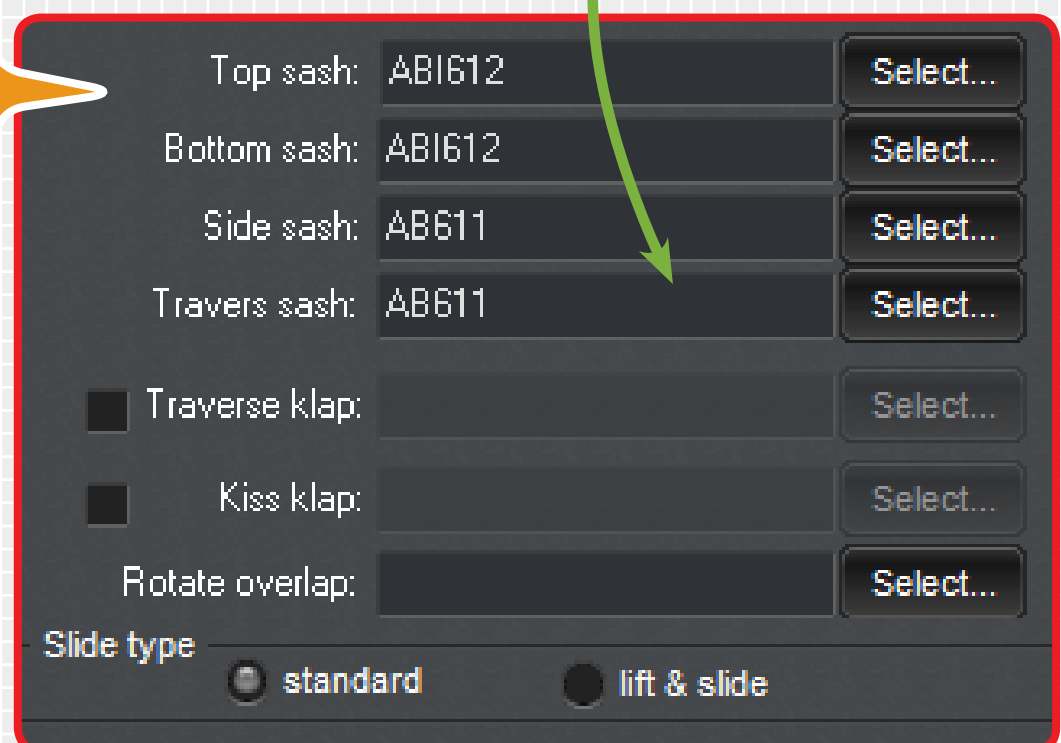 Top sash: ABI612 Select...
Bottom sash: ABI612 Select...
Side sash: AB611 Select...
Travers sash: AB611 Select...
Traverse klap: Select...
Kiss klap: Select...
Rotate overlap: Select...
Slide type
standard lift & slide